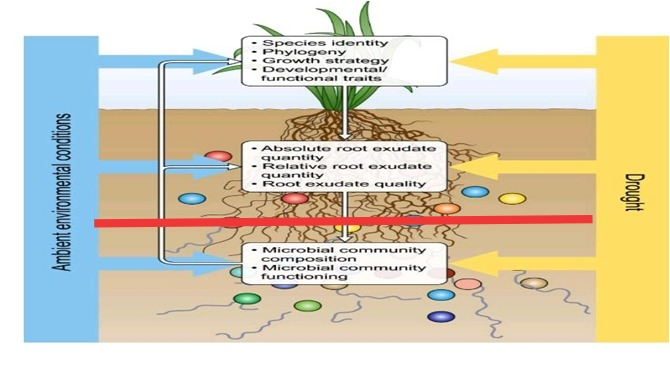 Ambient environmental conditions
• Species identity
• Phylogeny
• Growth strategy
• Developmental/
functional traits
• Absolute root exudate
quantity
• Relative root exudate
quantity
• Root exudate quality
• Microbial community
composition
• Microbial community
functioning
Drought